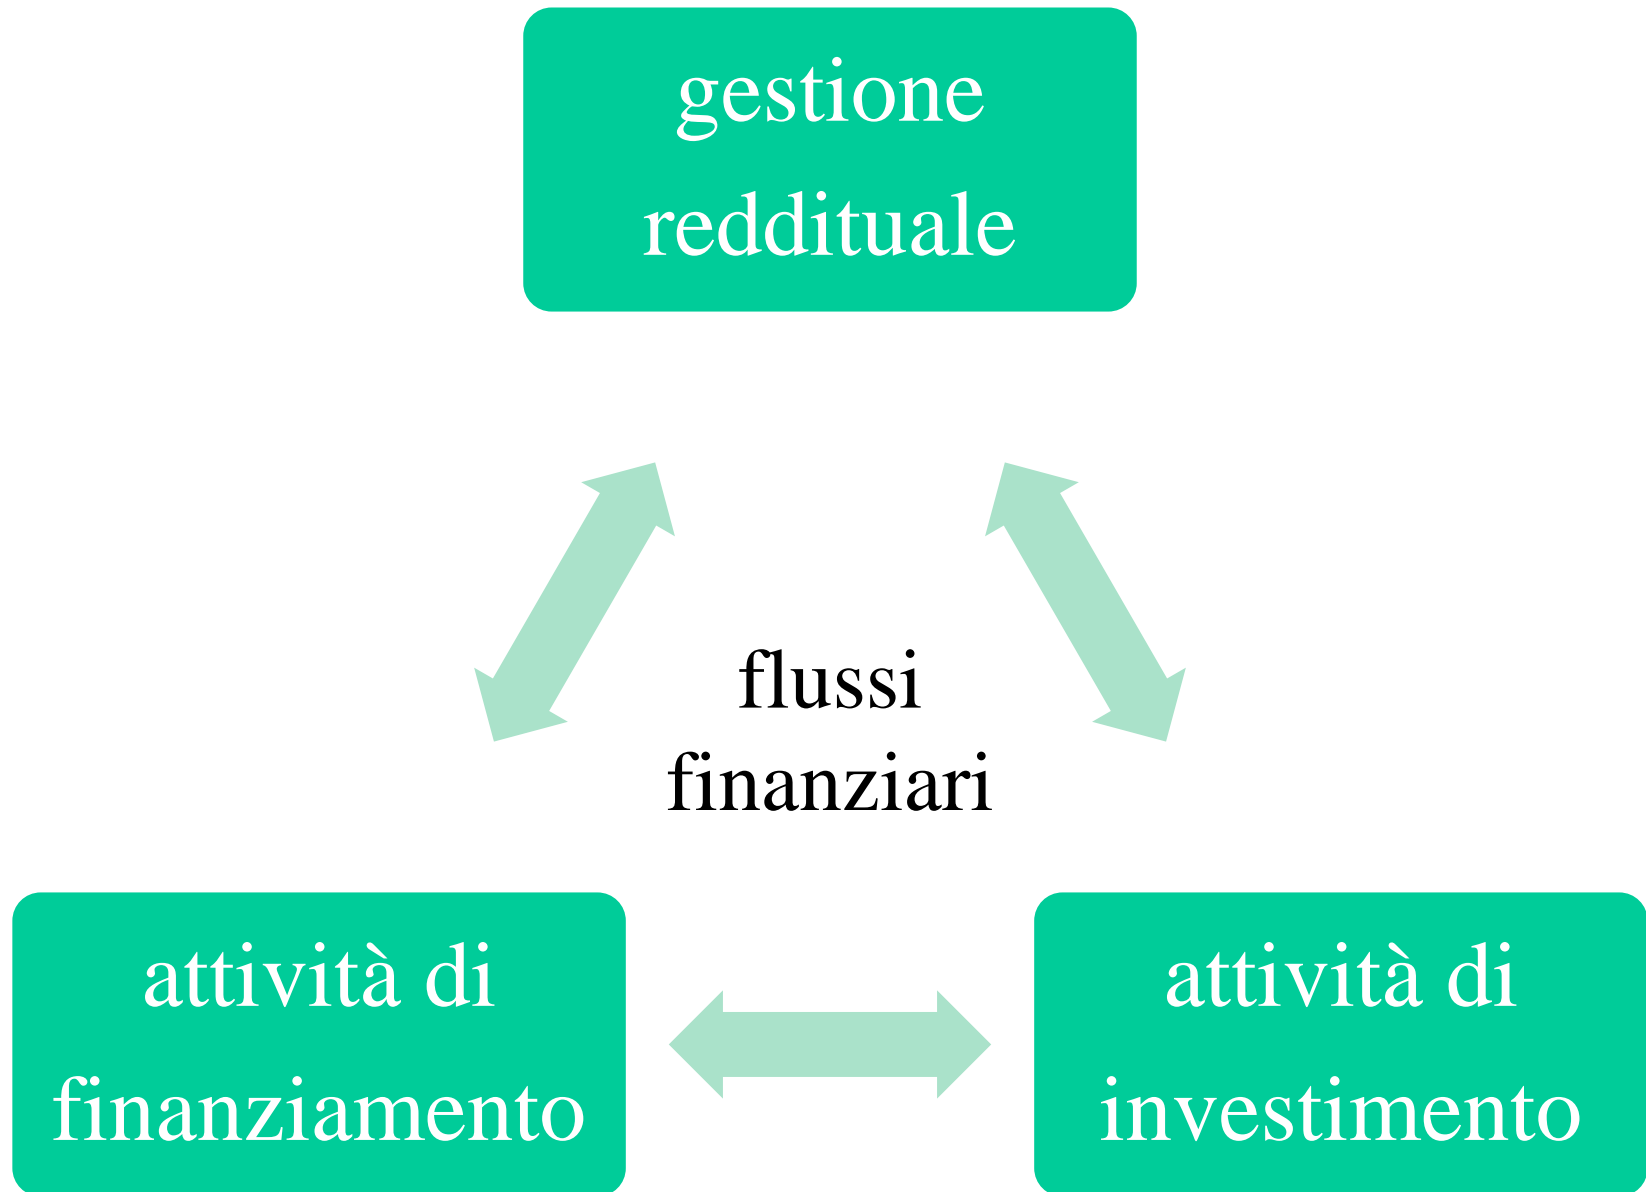 gestione
reddituale
flussi
finanziari
attività di
finanziamento
attività di
investimento